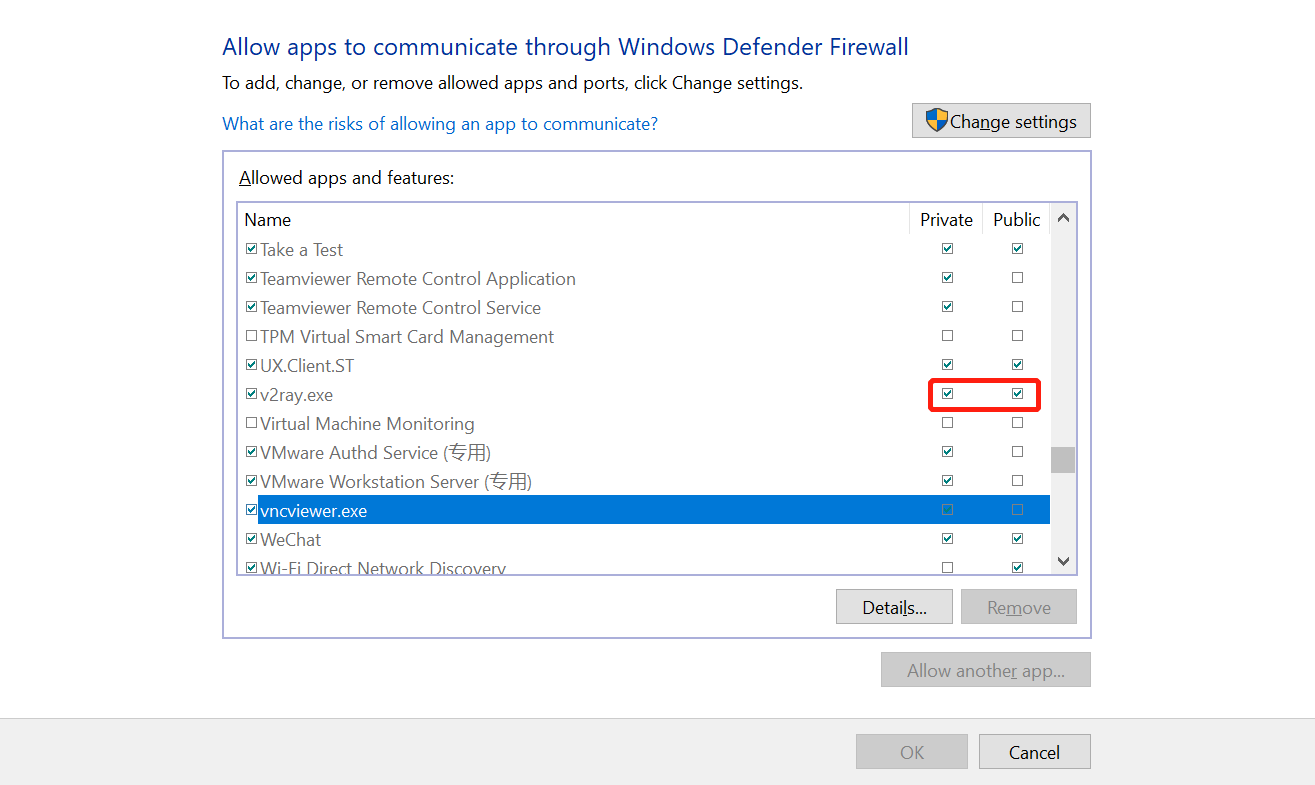 Allow apps to communicate through Windows Defender Firewall
To add, change, or remove allowed apps and ports, click Change settings.
What are the risks of allowing an app to communicate?
Change settings
Allowed apps and features:
Name Private Public
Take a Test
Teamviewer Remote Control Application
Teamviewer Remote Control Service
TPM Virtual Smart Card Management
UX.Client.ST
v2ray.exe
Virtual Machine Monitoring
VMware Authd Service (专用)
VMware Workstation Server (专用)
vncviewer.exe
WeChat
Wi-Fi Direct Network Discovery
Details... Remove
Allow another app...
OK Cancel